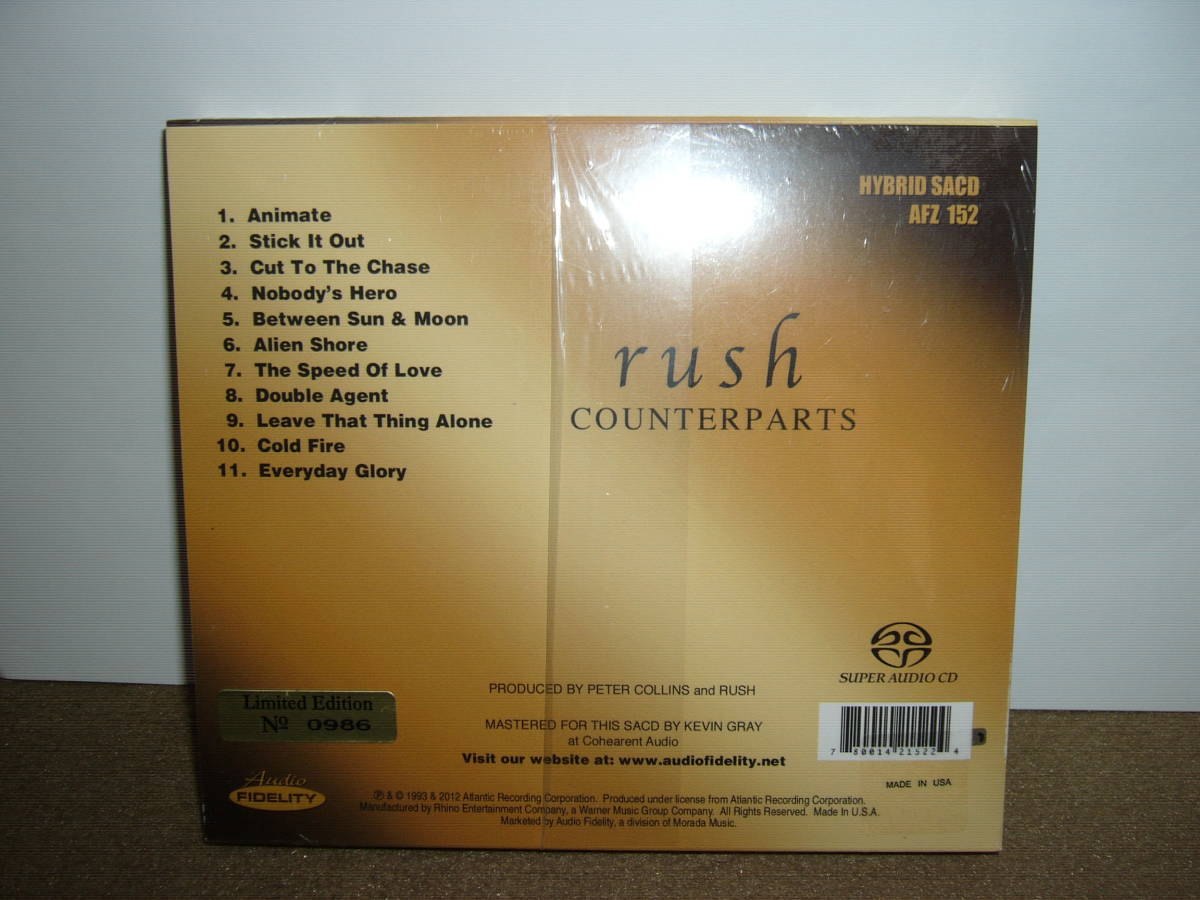 HYBRID SACD
AFZ 152
1. Animate
2. Stick It Out
3. Cut To The Chase
4. Nobody's Hero
5. Between Sun & Moon
6. Alien Shore
7. The Speed Of Love
8. Double Agent
9. Leave That Thing Alone
10. Cold Fire
11. Everyday Glory
rush
COUNTERPARTS
SUPER AUDIO CD
PRODUCED BY PETER COLLINS and RUSH
MASTERED FOR THIS SACD BY KEVIN GRAY
at Cohearent Audio
Visit our website at: www.audiofidelity.net
Limited Edition
Nº 0986
7 80014 21522 4
MADE IN USA
Audio
FIDELITY
℗ & © 1993 & 2012 Atlantic Recording Corporation. Produced under license from Atlantic Recording Corporation.
Manufactured by Rhino Entertainment Company, a Warner Music Group Company. All Rights Reserved. Made In U.S.A.
Marketed by Audio Fidelity, a division of Morada Music.